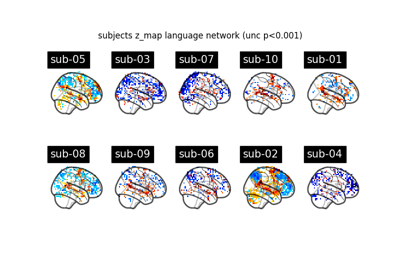 subjects z_map language network (unc p<0.001)
sub-05 sub-03 sub-07 sub-10 sub-01
sub-08 sub-09 sub-06 sub-02 sub-04